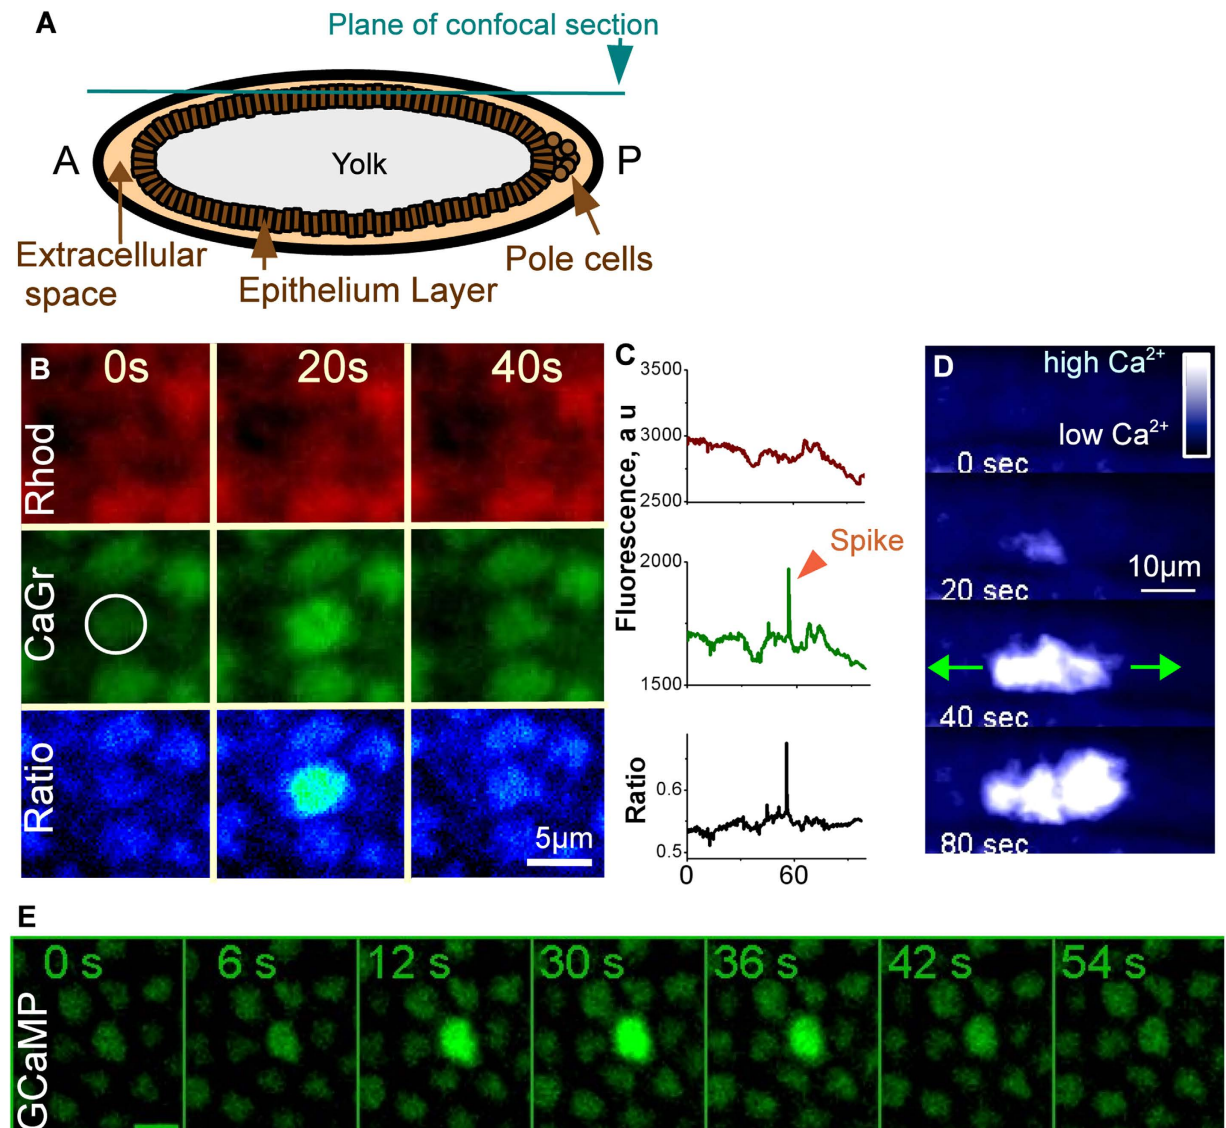 A
Plane of confocal section
A
Yolk
P
Extracellular
space
Epithelium Layer
Pole cells
B
0s
20s
40s
Rhod
CaGr
Ratio
5µm
C
3500
3000
2500
Fluorescence, a u
Spike
2000
1500
Ratio
0.6
0.5
0
60
D
high Ca2+
low Ca2+
0 sec
20 sec
10µm
40 sec
80 sec
E
0 s
6 s
12 s
30 s
36 s
42 s
54 s
GCaMP